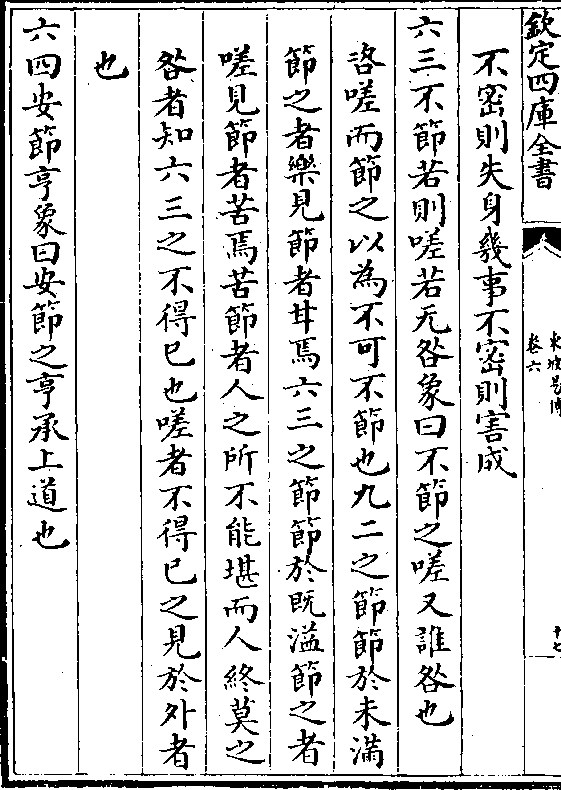 欽定四庫全書
東坡易傳
卷六
十七
不密則失身幾事不密則害成
六三不節若則嗟若无咎象曰不節之嗟又誰咎也
咨嗟而節之以為不可不節也九二之節節於未滿
節之者樂見節者甘焉六三之節節於既溢節之者
嗟見節者苦焉苦節者人之所不能堪而人終莫之
咎者知六三之不得已也嗟者不得已之見於外者
也
六四安節亨象曰安節之亨承上道也